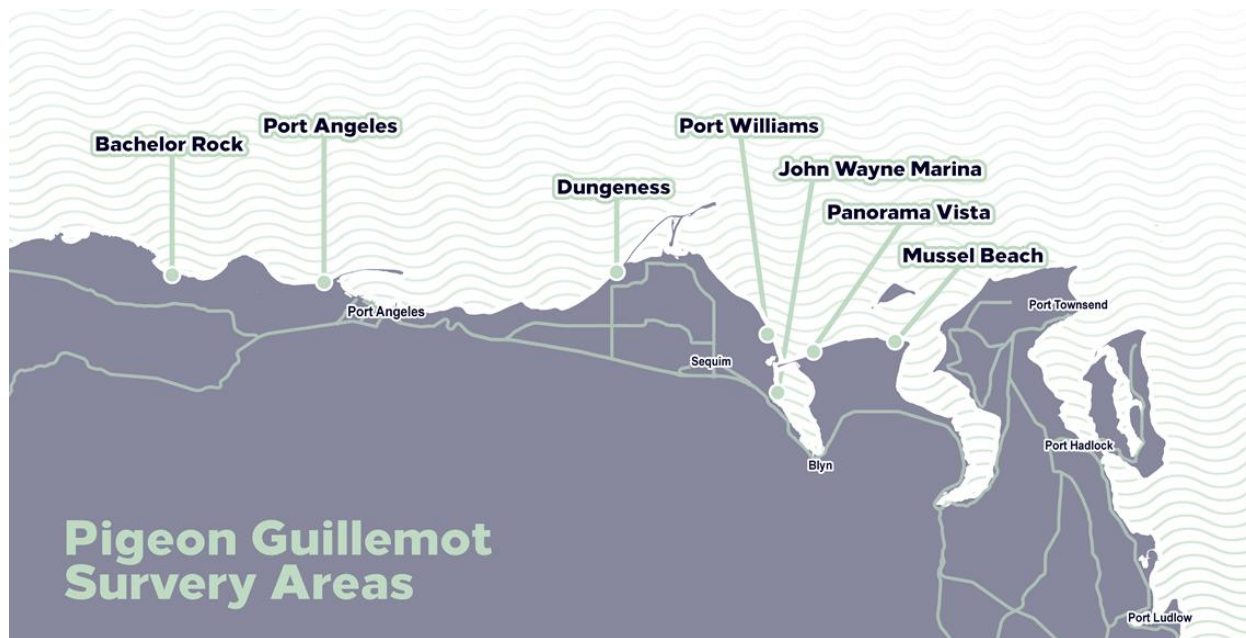 Port Angeles
Port Williams
Bachelor Rock
John Wayne Marina
Dungeness
Panorama Vista
Mussel Beach
Port Townsend
Port Angeles
Sequim
Port Hadlock
Blyn
Pigeon Guillemot
Survery Areas
Port Ludlow